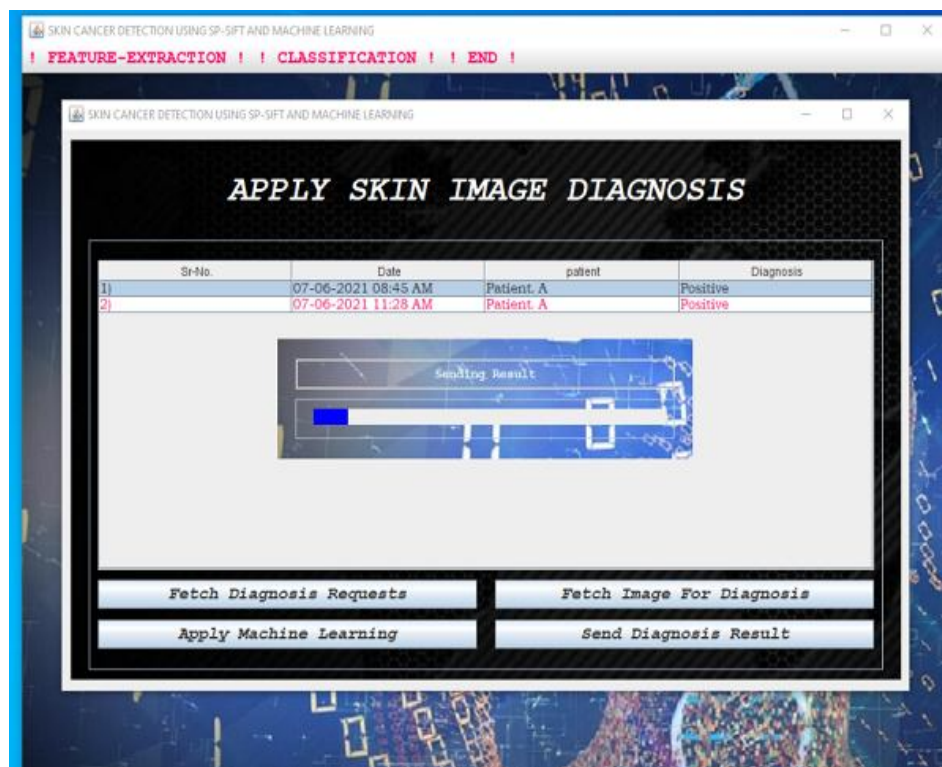 SKIN CANCER DETECTION USING SP-SIFT AND MACHINE LEARNING
! FEATURE-EXTRACTION ! ! CLASSIFICATION ! ! END !
SKIN CANCER DETECTION USING SP-SIFT AND MACHINE LEARNING
APPLY SKIN IMAGE DIAGNOSIS
Sr-No. Date patient Diagnosis
1) 07-06-2021 08:45 AM Patient. A Positive
2) 07-06-2021 11:28 AM Patient. A Positive
Sending Result
Fetch Diagnosis Requests Fetch Image For Diagnosis
Apply Machine Learning Send Diagnosis Result